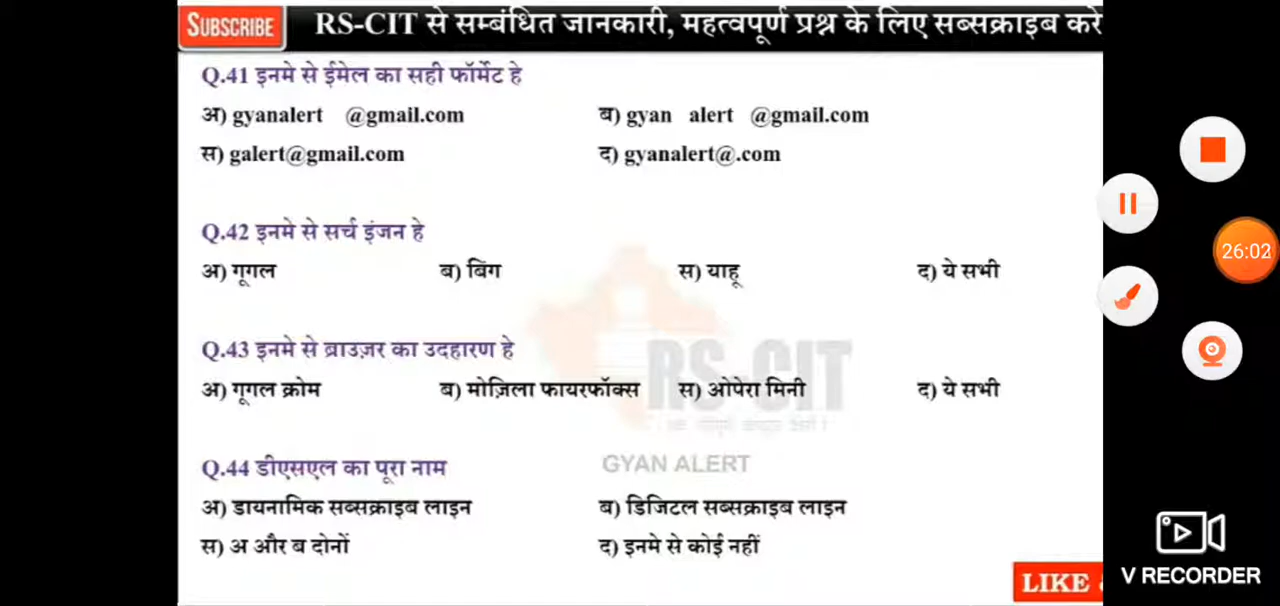 SUBSCRIBE RS-CIT से सम्बंधित जानकारी, महत्वपूर्ण प्रश्न के लिए सब्सक्राइब करे
Q.41 इनमे से ईमेल का सही फॉर्मेट हे
अ) gyanalert @gmail.com ब) gyan alert @gmail.com
स) galert@gmail.com द) gyanalert@.com
Q.42 इनमे से सर्च इंजन हे
अ) गूगल ब) बिंग स) याहू द) ये सभी
Q.43 इनमे से ब्राउज़र का उदहारण हे
अ) गूगल क्रोम ब) मोज़िला फायरफॉक्स स) ओपेरा मिनी द) ये सभी
RS-CIT
Q.44 डीएसएल का पूरा नाम
GYAN ALERT
अ) डायनामिक सब्सक्राइब लाइन ब) डिजिटल सब्सक्राइब लाइन
स) अ और ब दोनों द) इनमे से कोई नहीं
LIKE
26:02
V RECORDER